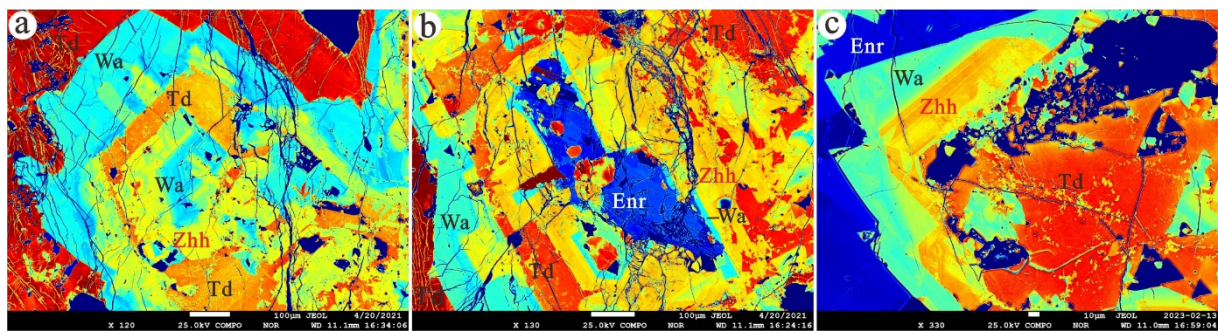 a
Td
Wa
Td
Wa
Zhh
Td
X 120 25.0kV COMPO NOR 100μm JEOL 4/20/2021 WD 11.1mm 16:34:06
b
Td
Enr
Zhh
Wa
Wa
Td
X 130 25.0kV COMPO NOR 100μm JEOL 4/20/2021 WD 11.1mm 16:24:16
c
Enr
Wa
Zhh
Td
X 330 25.0kV COMPO NOR 10μm JEOL 2023-02-13 WD 11.0mm 16:59:04